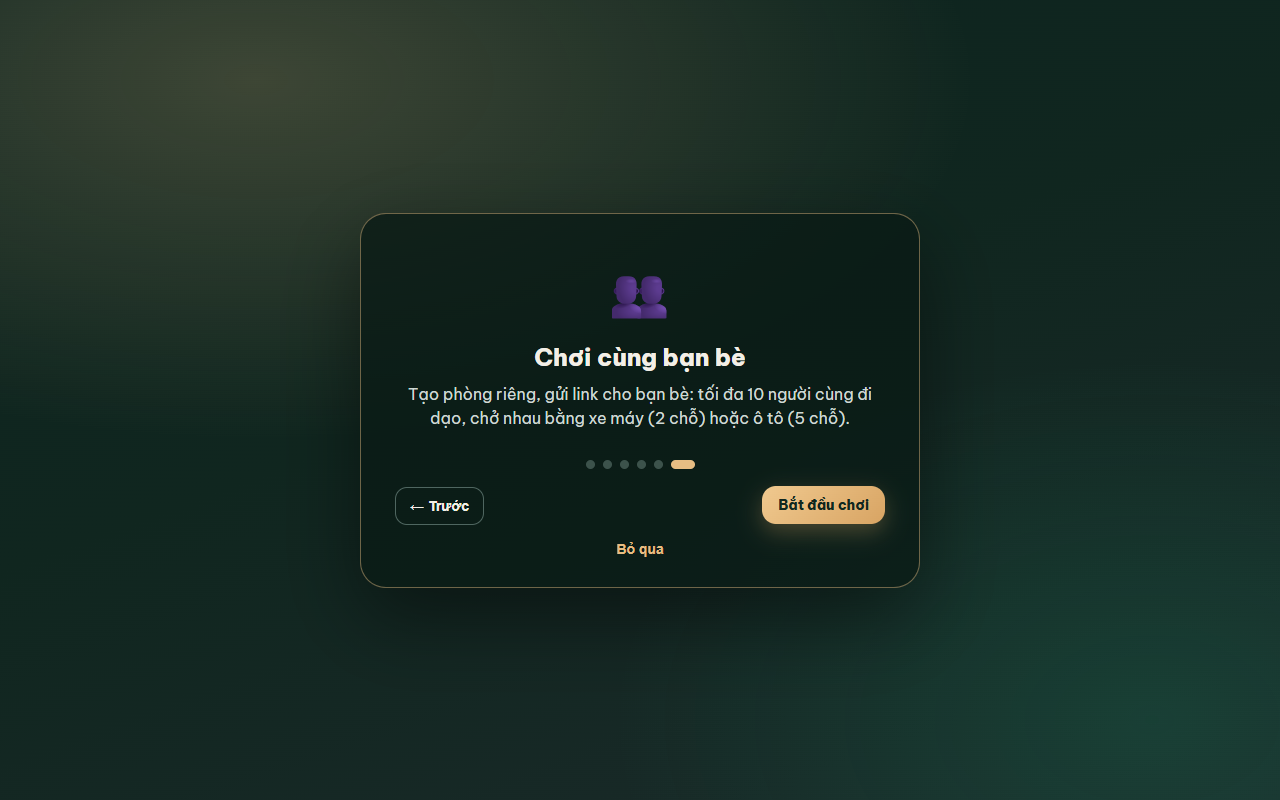 Chơi cùng bạn bè
Tạo phòng riêng, gửi link cho bạn bè: tối đa 10 người cùng đi
dạo, chở nhau bằng xe máy (2 chỗ) hoặc ô tô (5 chỗ).
← Trước
Bắt đầu chơi
Bỏ qua